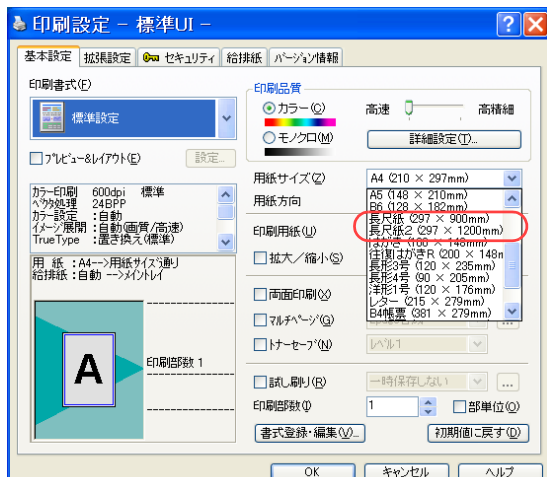 印刷設定 - 標準UI -
基本設定 拡張設定 セキュリティ 給排紙 バージョン情報
印刷書式(F)
標準設定
プレビュー&レイアウト(E) 設定...
カラー印刷 600dpi 標準
ベクタ処理 24BPP
カラー設定 :自動
イメージ展開 :自動(画質/高速)
TrueType :置き換え(標準)
用 紙 :A4-->用紙サイズ通り
給排紙:自動 -->メイントレイ
A
印刷部数 1
印刷品質
カラー(C) 高速 高精細
モノクロ(M) 詳細設定(T)...
用紙サイズ(Z) A4 (210 × 297mm)
用紙方向
印刷用紙(U)
拡大/縮小(S)
A5 (148 × 210mm)
B6 (128 × 182mm)
長尺紙 (297 × 900mm)
長尺紙2 (297 × 1200mm)
はがき (100 × 148mm)
往復はがきR (200 × 148m
長形3号 (120 × 235mm)
長形4号 (90 × 205mm)
洋形1号 (120 × 176mm)
レター (215 × 279mm)
B4帳票 (381 × 279mm)
両面印刷(X)
マルチページ(G) ...
トナーセーブ(N) レベル1
試し刷り(R) 一時保存しない ...
印刷部数(I) 1 部単位(O)
書式登録・編集(V)... 初期値に戻す(D)
OK キャンセル ヘルプ